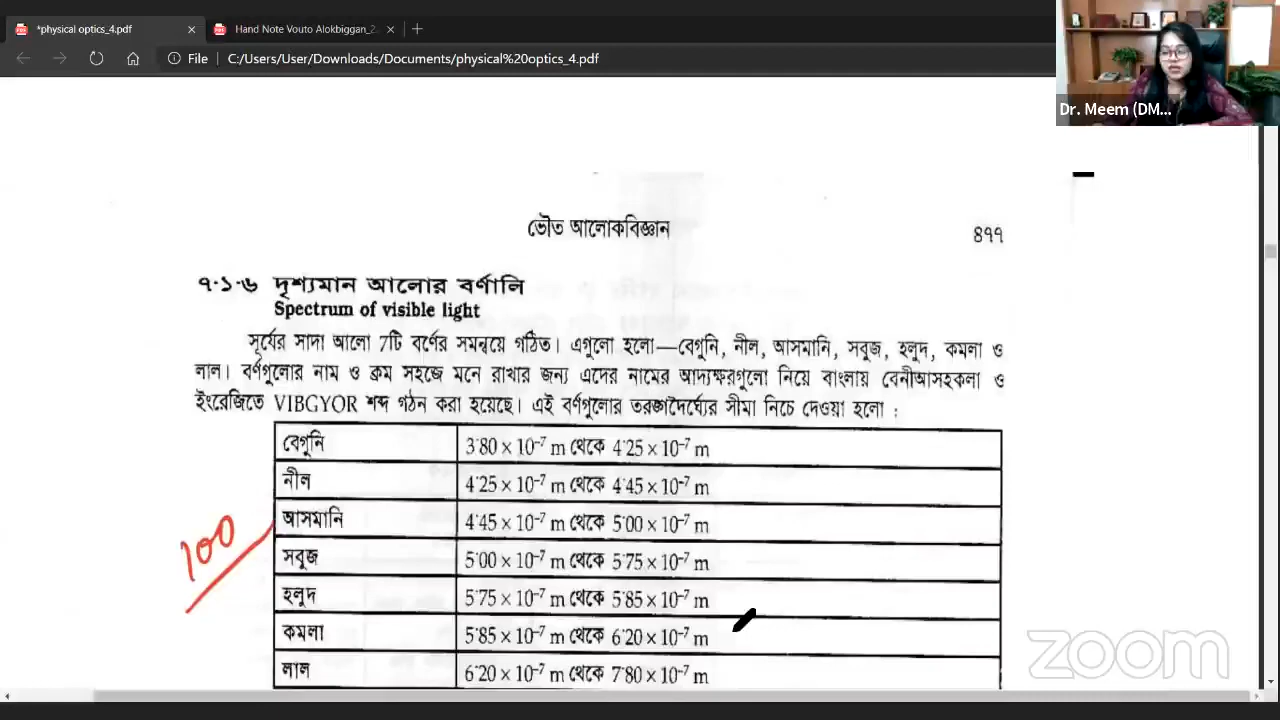 *physical optics_4.pdf
Hand Note Vouto Alokbiggan_2
File C:/Users/User/Downloads/Documents/physical%20optics_4.pdf
Dr. Meem (DM...
ভৌত আলোকবিজ্ঞান ৪৭৭
৭·১·৬ দৃশ্যমান আলোর বর্ণালি
Spectrum of visible light
সূর্যের সাদা আলো 7টি বর্ণের সমন্বয়ে গঠিত। এগুলো হলো—বেগুনি, নীল, আসমানি, সবুজ, হলুদ, কমলা ও
লাল। বর্ণগুলোর নাম ও ক্রম সহজে মনে রাখার জন্য এদের নামের আদ্যক্ষরগুলো নিয়ে বাংলায় বেনীআসহকলা ও
ইংরেজিতে VIBGYOR শব্দ গঠন করা হয়েছে। এই বর্ণগুলোর তরঙ্গদৈর্ঘ্যের সীমা নিচে দেওয়া হলো :
বেগুনি 3·80 × 10⁻⁷ m থেকে 4·25 × 10⁻⁷ m
নীল 4·25 × 10⁻⁷ m থেকে 4·45 × 10⁻⁷ m
আসমানি 4·45 × 10⁻⁷ m থেকে 5·00 × 10⁻⁷ m
সবুজ 5·00 × 10⁻⁷ m থেকে 5·75 × 10⁻⁷ m
হলুদ 5·75 × 10⁻⁷ m থেকে 5·85 × 10⁻⁷ m
কমলা 5·85 × 10⁻⁷ m থেকে 6·20 × 10⁻⁷ m
লাল 6·20 × 10⁻⁷ m থেকে 7·80 × 10⁻⁷ m
zoom